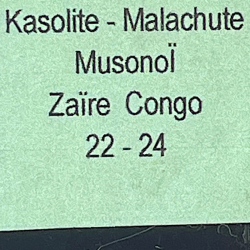 Kasolite - Malachute
MusonoÏ
Zaïre Congo
22 - 24